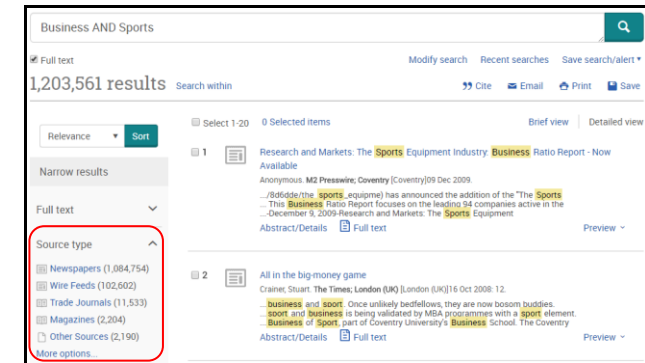 Business AND Sports
Full text
Modify search Recent searches Save search/alert
1,203,561 results Search within
Cite Email Print Save
Select 1-20 0 Selected items Brief view Detailed view
Relevance Sort
Narrow results
Full text
Source type
Newspapers (1,084,754)
Wire Feeds (102,602)
Trade Journals (11,533)
Magazines (2,204)
Other Sources (2,190)
More options...
1 Research and Markets: The Sports Equipment Industry. Business Ratio Report - Now
Available
Anonymous. M2 Presswire; Coventry [Coventry]09 Dec 2009.
.../8d6dde/the_sports_equipme) has announced the addition of the "The Sports
... This Business Ratio Report focuses on the leading 94 companies active in the
...-December 9, 2009-Research and Markets: The Sports Equipment
Abstract/Details Full text Preview
2 All in the big-money game
Crainer, Stuart. The Times; London (UK) [London (UK)]16 Oct 2008: 12.
...business and sport. Once unlikely bedfellows, they are now bosom buddies.
...sport and business is being validated by MBA programmes with a sport element.
...Business of Sport, part of Coventry University's Business School. The Coventry
Abstract/Details Full text Preview